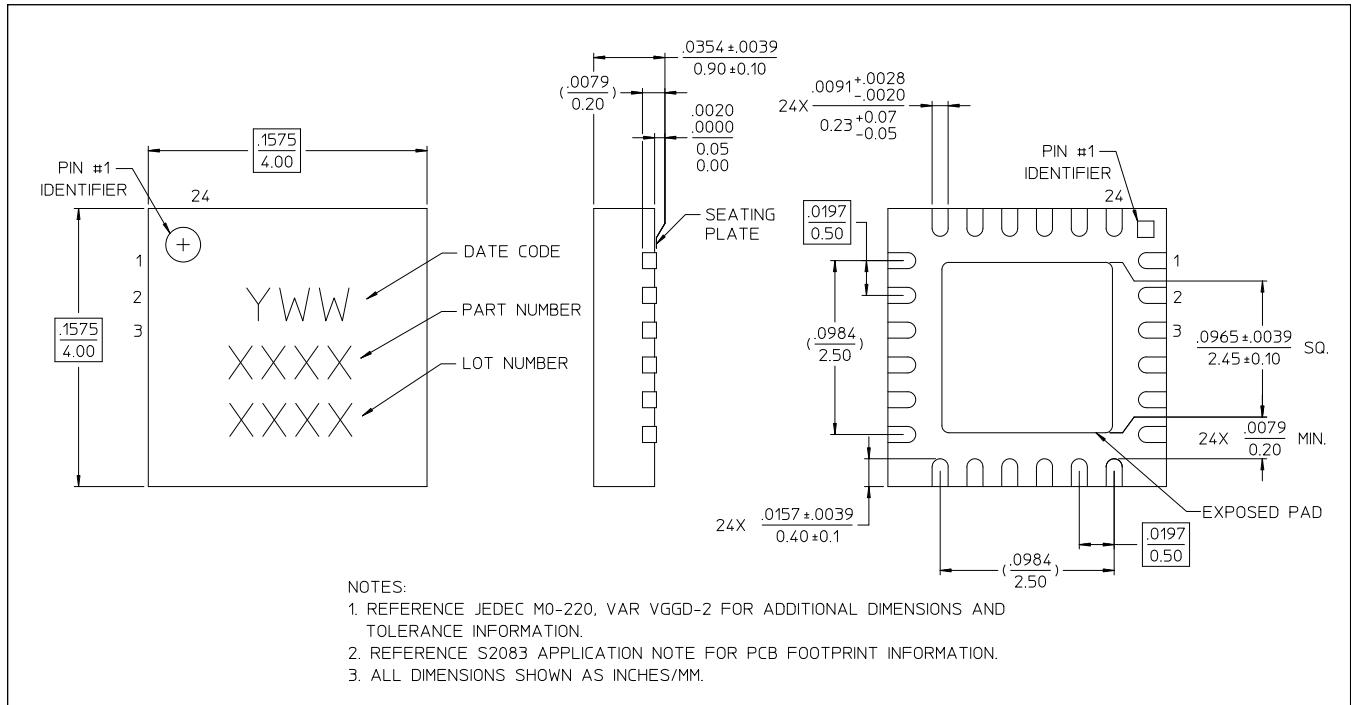 .1575
4.00
PIN #1
IDENTIFIER
24
1
2
3
.1575
4.00
YWW
XXXX
XXXX
DATE CODE
PART NUMBER
LOT NUMBER
.0354 ±.0039
0.90 ±0.10
(.0079)
0.20
.0020
.0000
0.05
0.00
SEATING
PLATE
24X .0091 +.0028
-.0020
0.23 +0.07
-0.05
PIN #1
IDENTIFIER
24
.0197
0.50
1
2
3
(.0984)
2.50
.0965 ±.0039 SQ.
2.45 ±0.10
24X .0079 MIN.
0.20
EXPOSED PAD
24X .0157 ±.0039
0.40 ±0.1
.0197
0.50
(.0984)
2.50
NOTES:
1. REFERENCE JEDEC MO-220, VAR VGGD-2 FOR ADDITIONAL DIMENSIONS AND
TOLERANCE INFORMATION.
2. REFERENCE S2083 APPLICATION NOTE FOR PCB FOOTPRINT INFORMATION.
3. ALL DIMENSIONS SHOWN AS INCHES/MM.